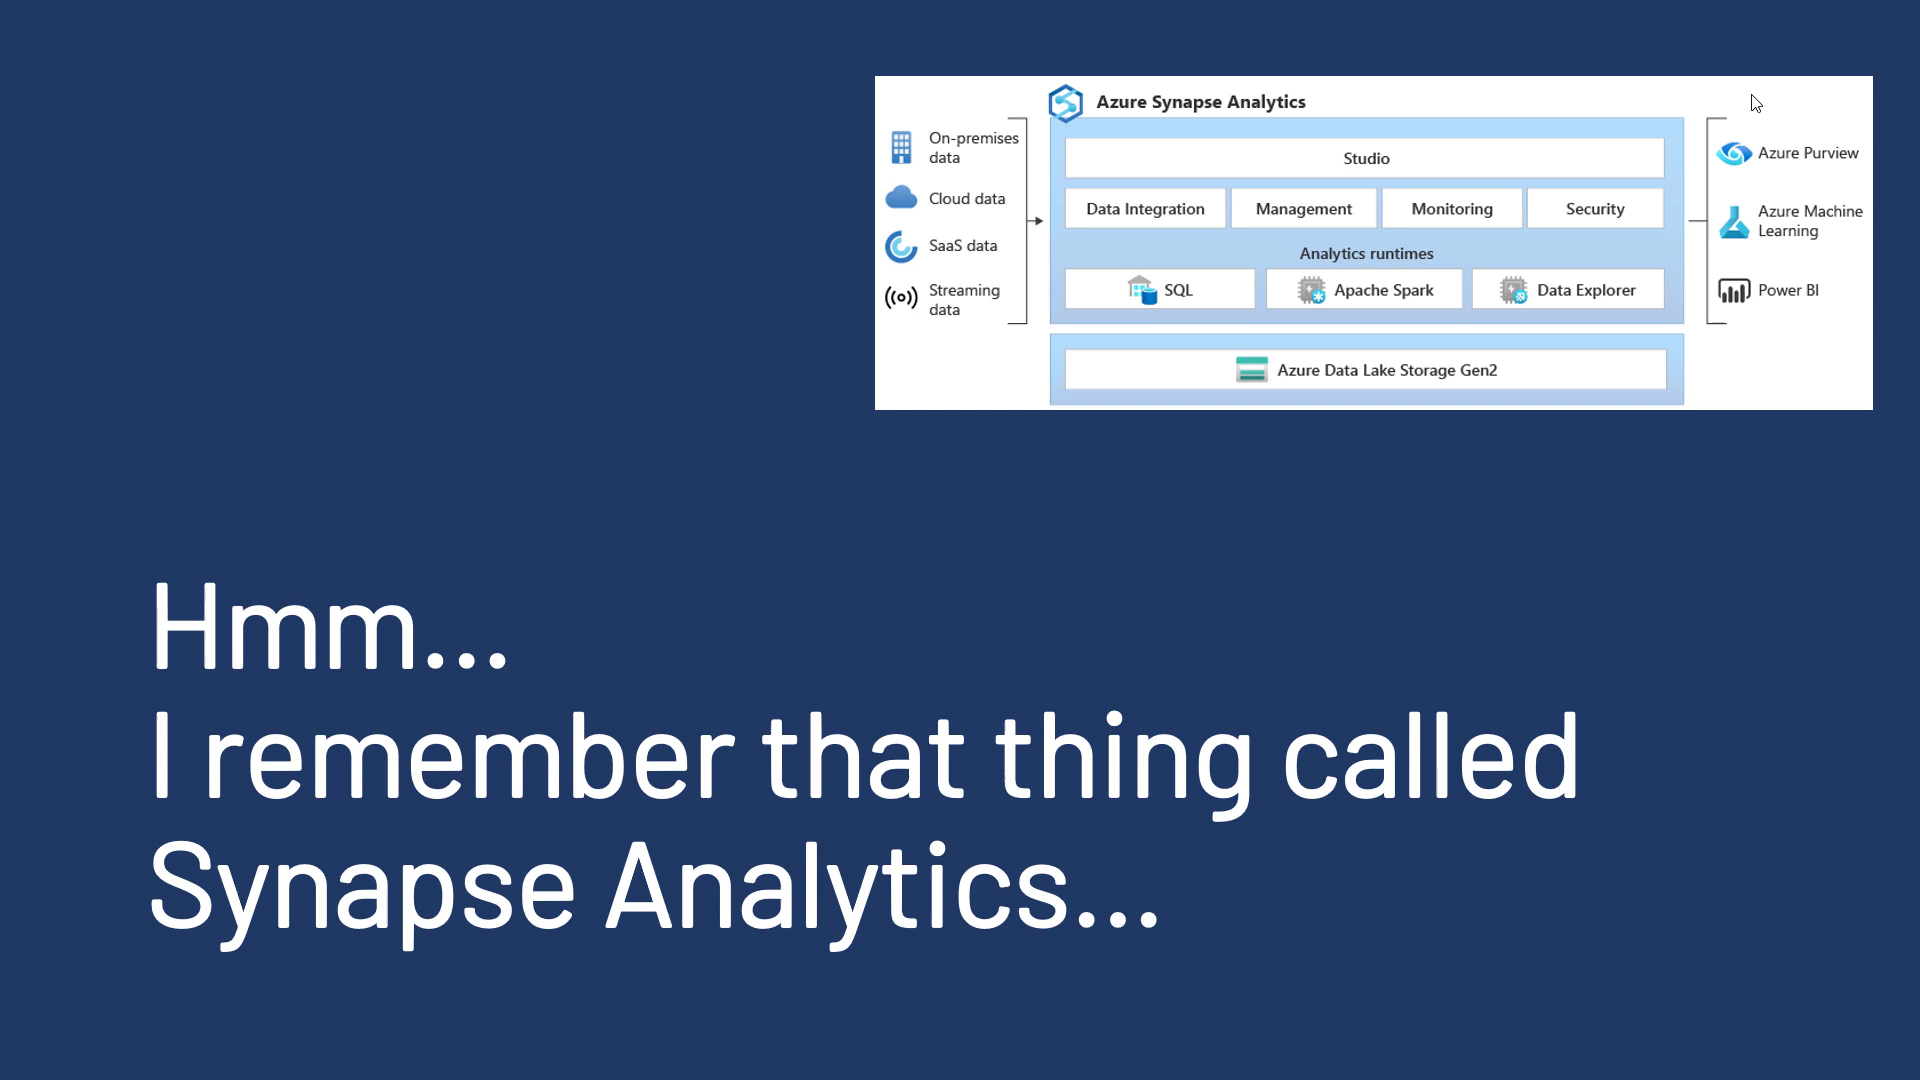 Azure Synapse Analytics
On-premises
data
Cloud data
SaaS data
Streaming
data
Studio
Data Integration
Management
Monitoring
Security
Analytics runtimes
SQL
Apache Spark
Data Explorer
Azure Data Lake Storage Gen2
Azure Purview
Azure Machine
Learning
Power BI
Hmm...
I remember that thing called
Synapse Analytics...